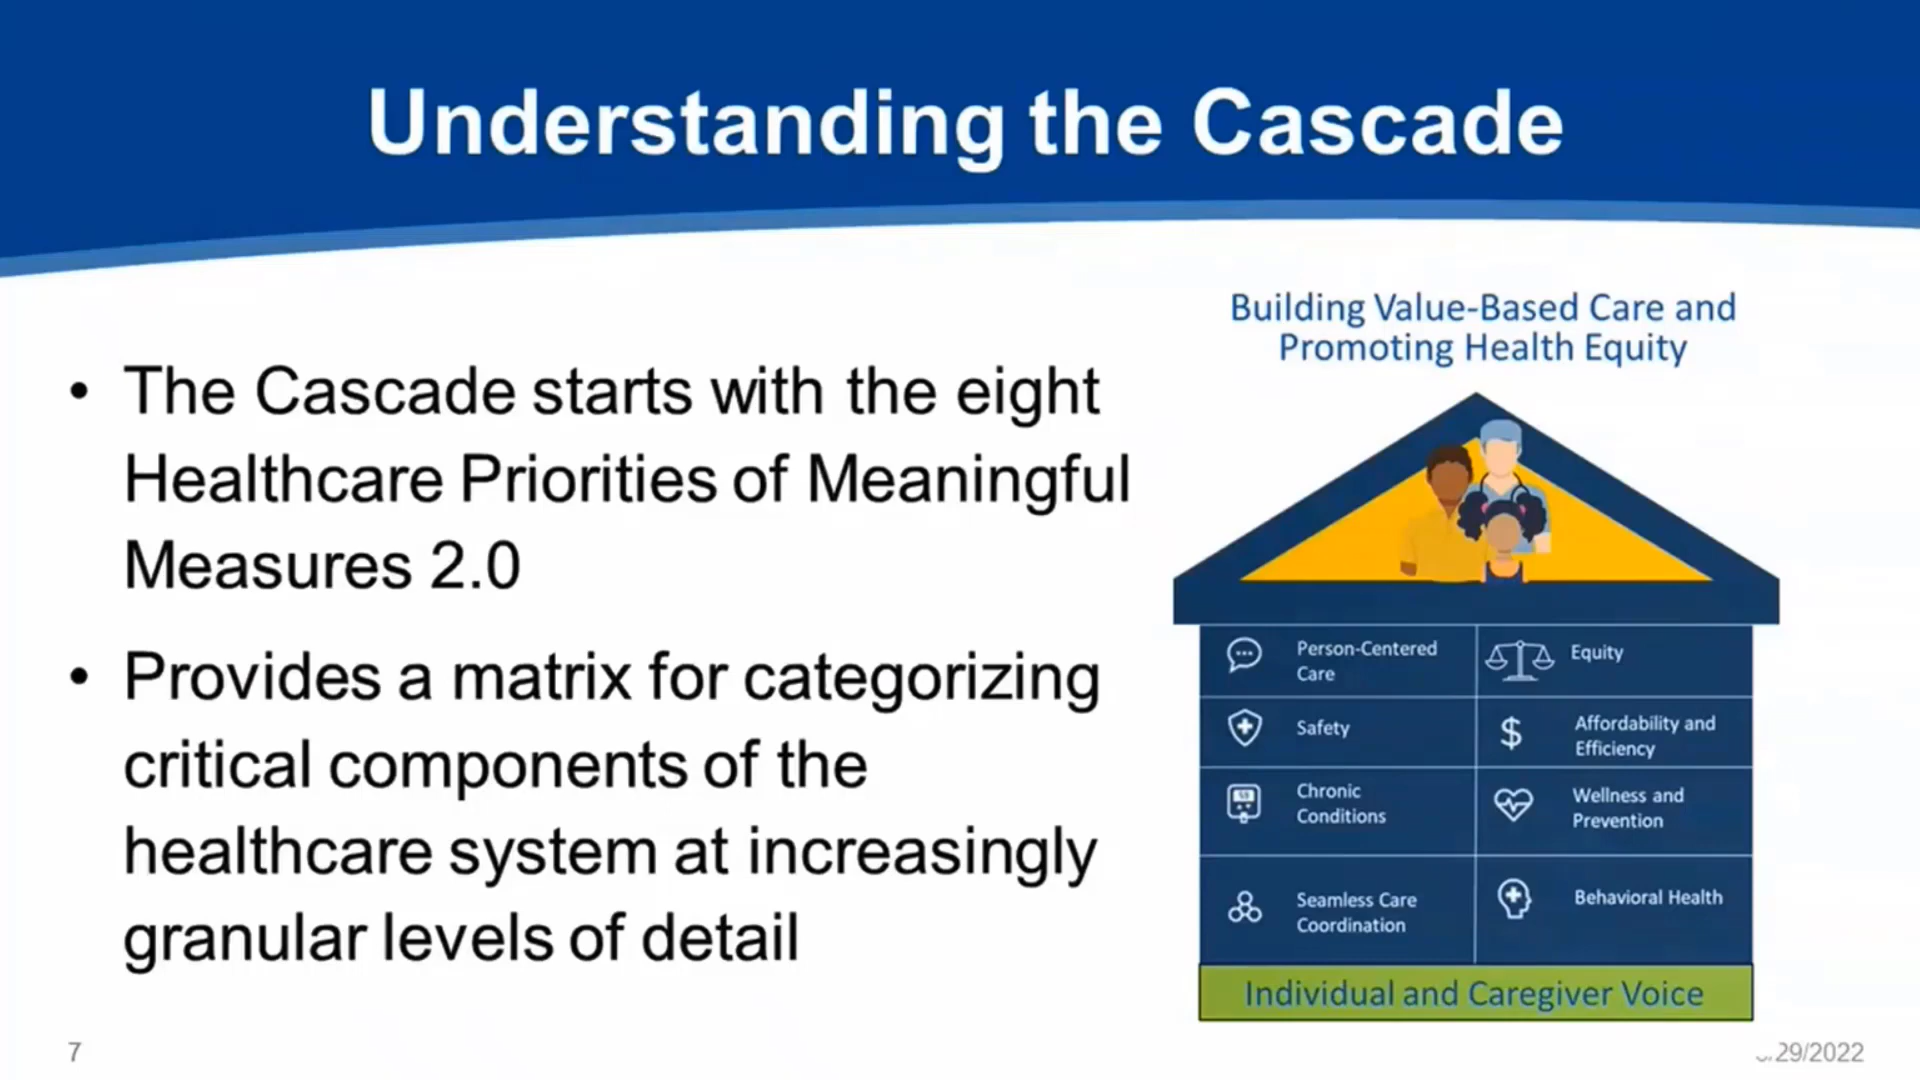 Understanding the Cascade
• The Cascade starts with the eight
Healthcare Priorities of Meaningful
Measures 2.0
• Provides a matrix for categorizing
critical components of the
healthcare system at increasingly
granular levels of detail
Building Value-Based Care and
Promoting Health Equity
Person-Centered
Care
Equity
Safety
Affordability and
Efficiency
$
Chronic
Conditions
Wellness and
Prevention
Seamless Care
Coordination
Behavioral Health
Individual and Caregiver Voice
7
/29/2022